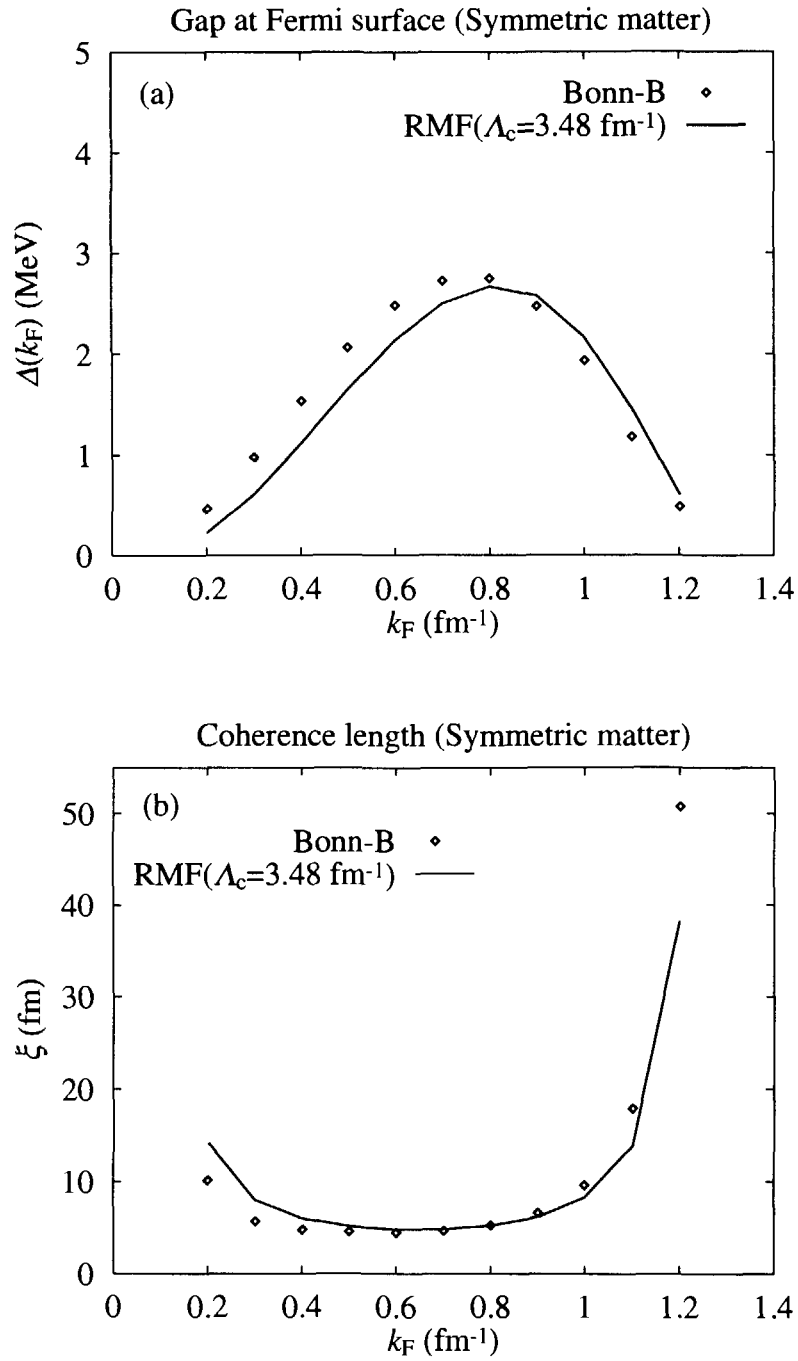 Gap at Fermi surface (Symmetric matter)
(a)
Bonn-B
RMF(Λc=3.48 fm-1)
5
4
3
2
1
0
Δ(kF) (MeV)
0 0.2 0.4 0.6 0.8 1 1.2 1.4
kF (fm-1)
Coherence length (Symmetric matter)
(b)
Bonn-B
RMF(Λc=3.48 fm-1)
50
40
30
20
10
0
ξ (fm)
0 0.2 0.4 0.6 0.8 1 1.2 1.4
kF (fm-1)